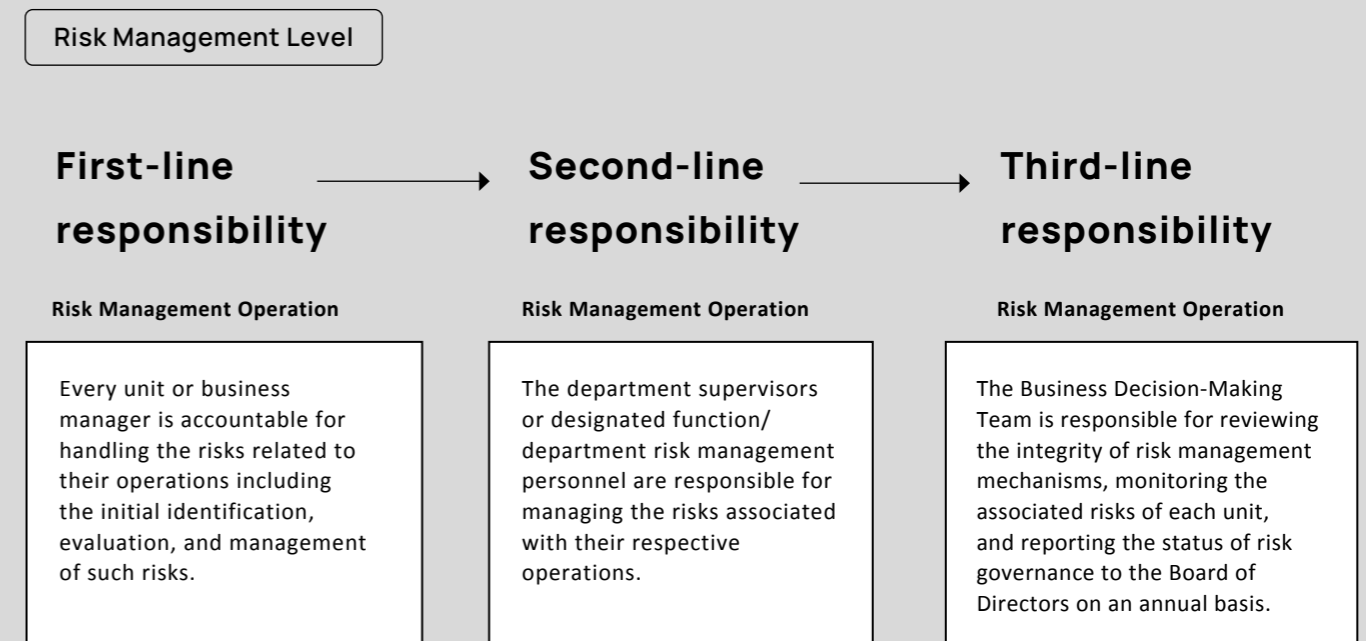 Risk Management Level
First-line
responsibility
Second-line
responsibility
Third-line
responsibility
Risk Management Operation
Every unit or business
manager is accountable for
handling the risks related to
their operations including
the initial identification,
evaluation, and management
of such risks.
Risk Management Operation
The department supervisors
or designated function/
department risk management
personnel are responsible for
managing the risks associated
with their respective
operations.
Risk Management Operation
The Business Decision-Making
Team is responsible for reviewing
the integrity of risk management
mechanisms, monitoring the
associated risks of each unit,
and reporting the status of risk
governance to the Board of
Directors on an annual basis.